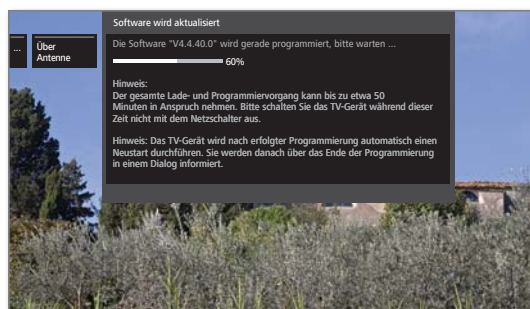 Software wird aktualisiert
...
Über
Antenne
Die Software "V4.4.40.0" wird gerade programmiert, bitte warten ...
60%
Hinweis:
Der gesamte Lade- und Programmiervorgang kann bis zu etwa 50
Minuten in Anspruch nehmen. Bitte schalten Sie das TV-Gerät während dieser
Zeit nicht mit dem Netzschalter aus.
Hinweis: Das TV-Gerät wird nach erfolgter Programmierung automatisch einen
Neustart durchführen. Sie werden danach über das Ende der Programmierung
in einem Dialog informiert.